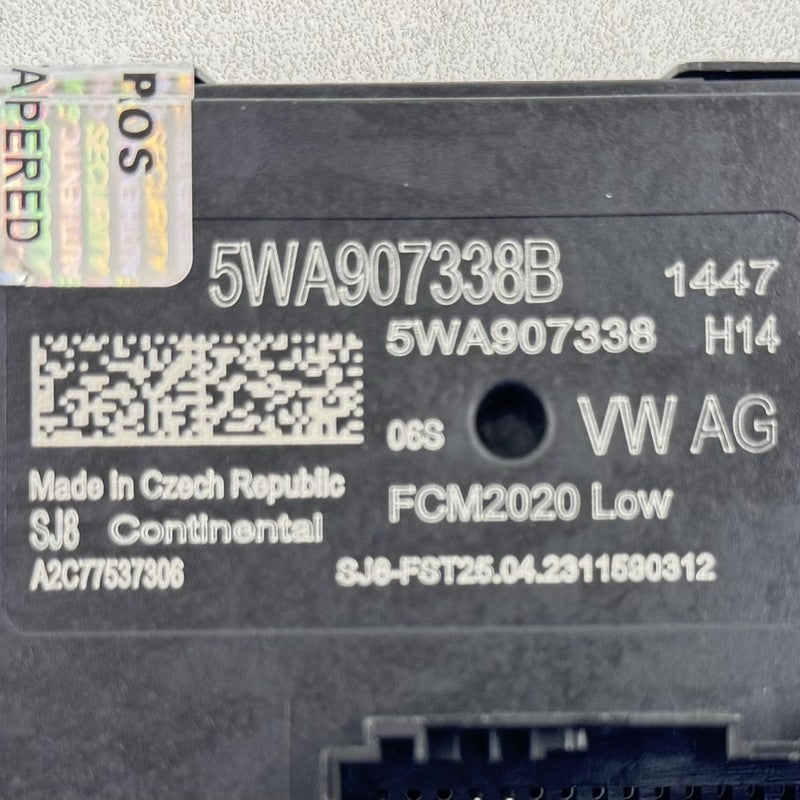 ROS
APERED
5WA907338B
1447
5WA907338 H14
06S VW AG
Made in Czech Republic
SJ8 Continental
FCM2020 Low
A2C77537306
SJ8-FST25.04.2311590312